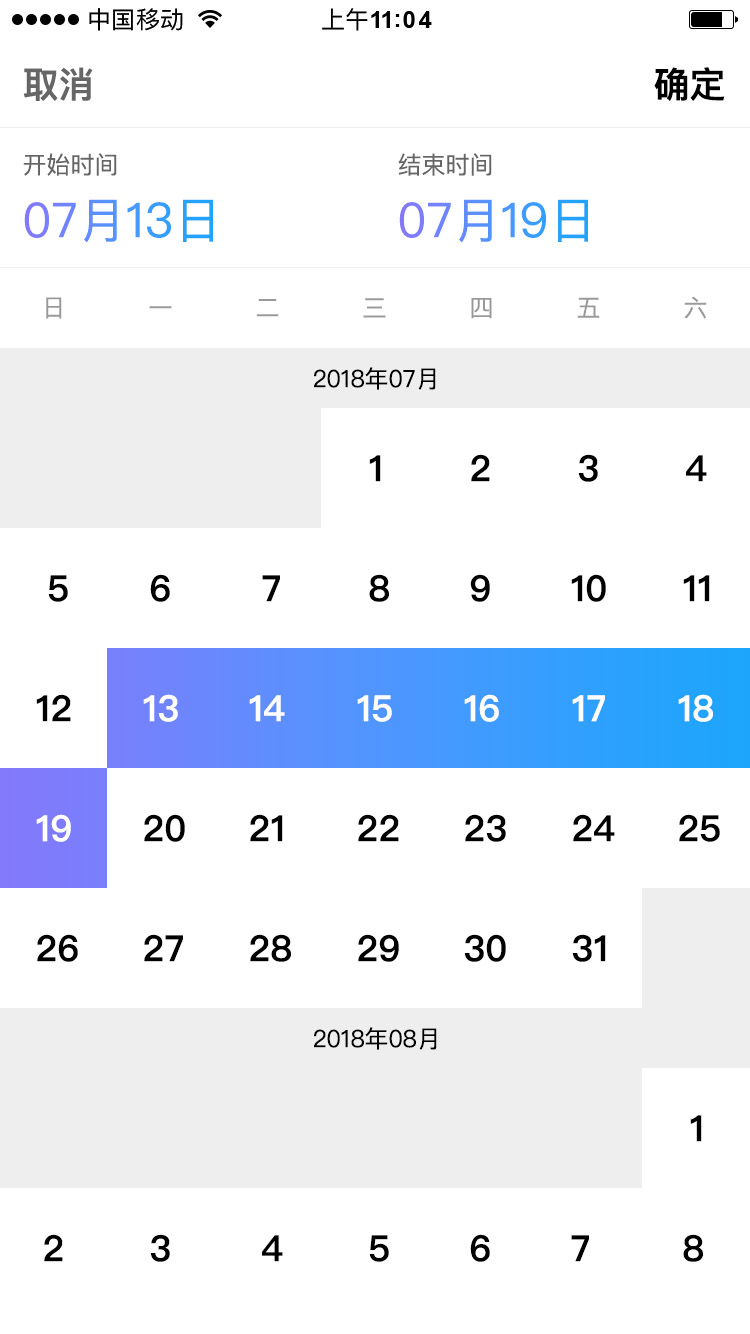 中国移动 上午11:04
取消 确定
开始时间 结束时间
07月13日 07月19日
日 一 二 三 四 五 六
2018年07月
1 2 3 4
5 6 7 8 9 10 11
12 13 14 15 16 17 18
19 20 21 22 23 24 25
26 27 28 29 30 31
2018年08月
1
2 3 4 5 6 7 8